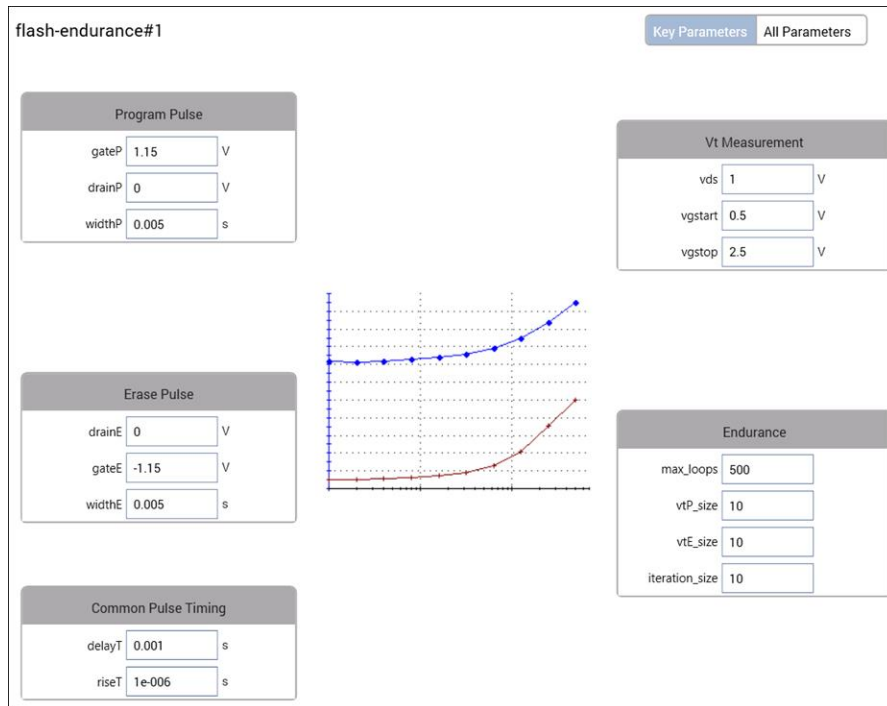 flash-endurance#1
Key Parameters All Parameters
Program Pulse
gateP 1.15 V
drainP 0 V
widthP 0.005 s
Vt Measurement
vds 1 V
vgstart 0.5 V
vgstop 2.5 V
Erase Pulse
drainE 0 V
gateE -1.15 V
widthE 0.005 s
Endurance
max_loops 500
vtP_size 10
vtE_size 10
iteration_size 10
Common Pulse Timing
delayT 0.001 s
riseT 1e-006 s